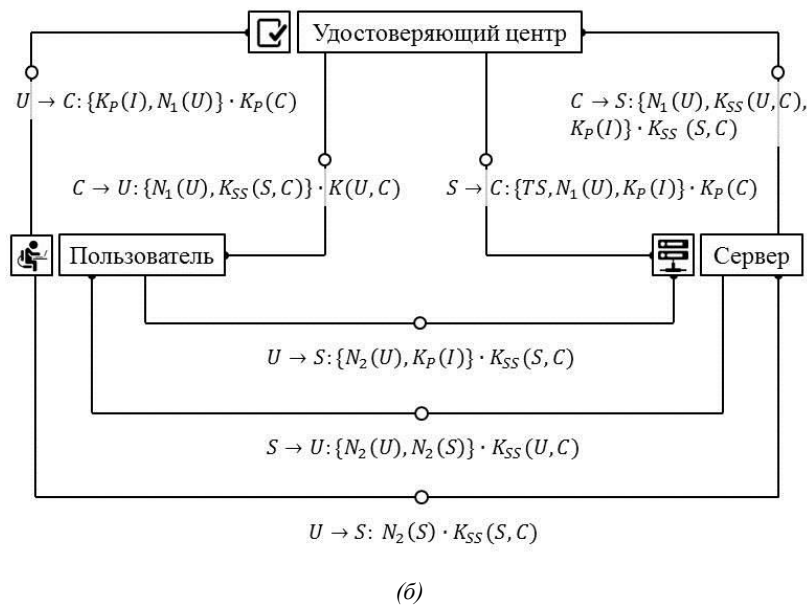 Удостоверяющий центр
U → C: {K_P(I), N_1(U)} · K_P(C)
C → S: {N_1(U), K_SS(U, C),
K_P(I)} · K_SS (S, C)
C → U: {N_1(U), K_SS(S, C)} · K(U, C)
S → C: {TS, N_1(U), K_P(I)} · K_P(C)
Пользователь
Сервер
U → S: {N_2(U), K_P(I)} · K_SS(S, C)
S → U: {N_2(U), N_2(S)} · K_SS(U, C)
U → S: N_2(S) · K_SS(S, C)
(б)